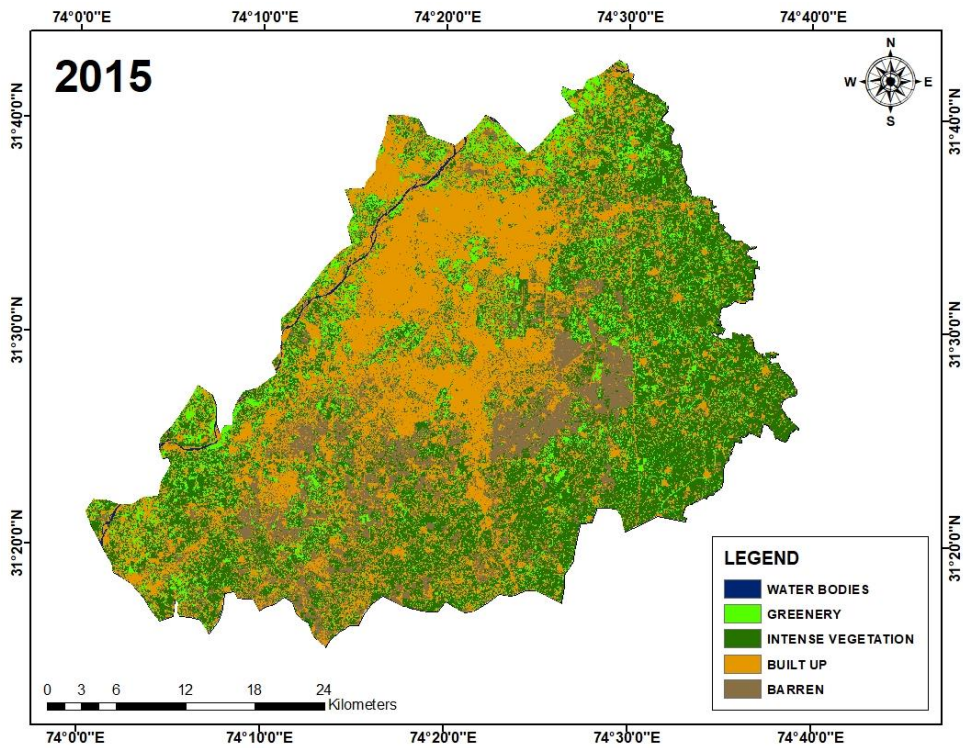 74°0'0"E 74°10'0"E 74°20'0"E 74°30'0"E 74°40'0"E
2015
N
W E
S
31°40'0"N 31°40'0"N
31°30'0"N 31°30'0"N
31°20'0"N 31°20'0"N
LEGEND
WATER BODIES
GREENERY
INTENSE VEGETATION
BUILT UP
BARREN
0 3 6 12 18 24
Kilometers
74°0'0"E 74°10'0"E 74°20'0"E 74°30'0"E 74°40'0"E